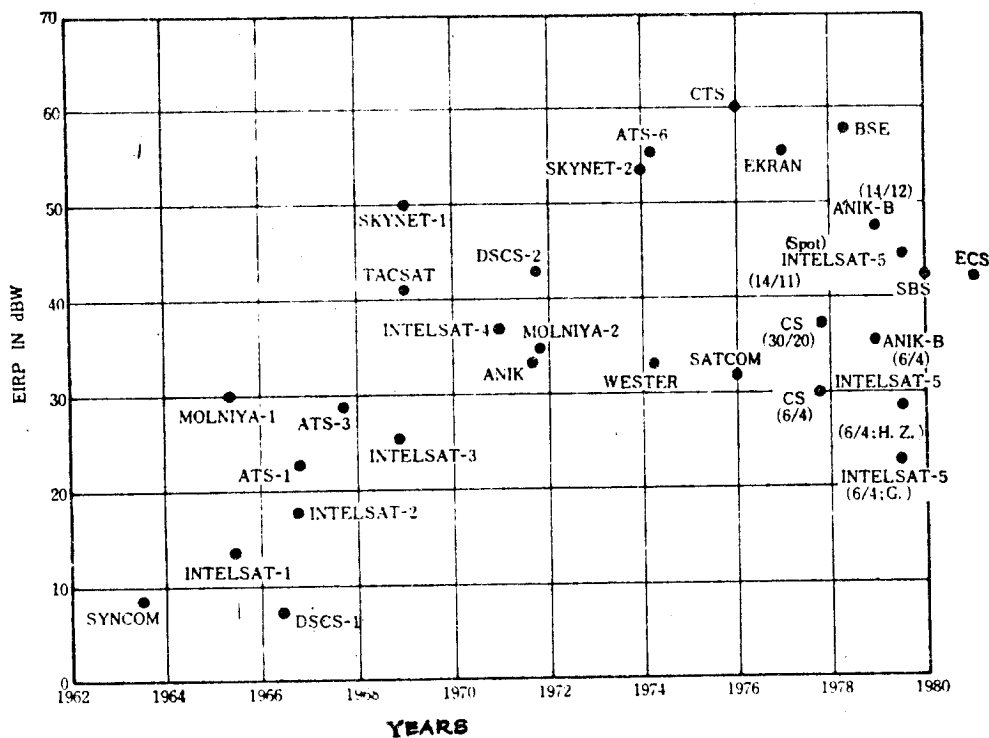 70
60
50
40
30
20
10
0
EIRP IN dBW
CTS
ATS-6
BSE
SKYNET-2
EKRAN
(14/12)
ANIK-B
SKYNET-1
DSCS-2
(Spot)
INTELSAT-5
(14/11)
ECS
TACSAT
SBS
INTELSAT-4
MOLNIYA-2
CS
(30/20)
ANIK-B
(6/4)
ANIK
WESTER
SATCOM
INTELSAT-5
(6/4:H.Z.)
MOLNIYA-1
ATS-3
CS
(6/4)
INTELSAT-3
ATS-1
INTELSAT-5
(6/4:G.)
INTELSAT-2
INTELSAT-1
SYNCOM
DSCS-1
1962 1964 1966 1968 1970 1972 1974 1976 1978 1980
YEARS